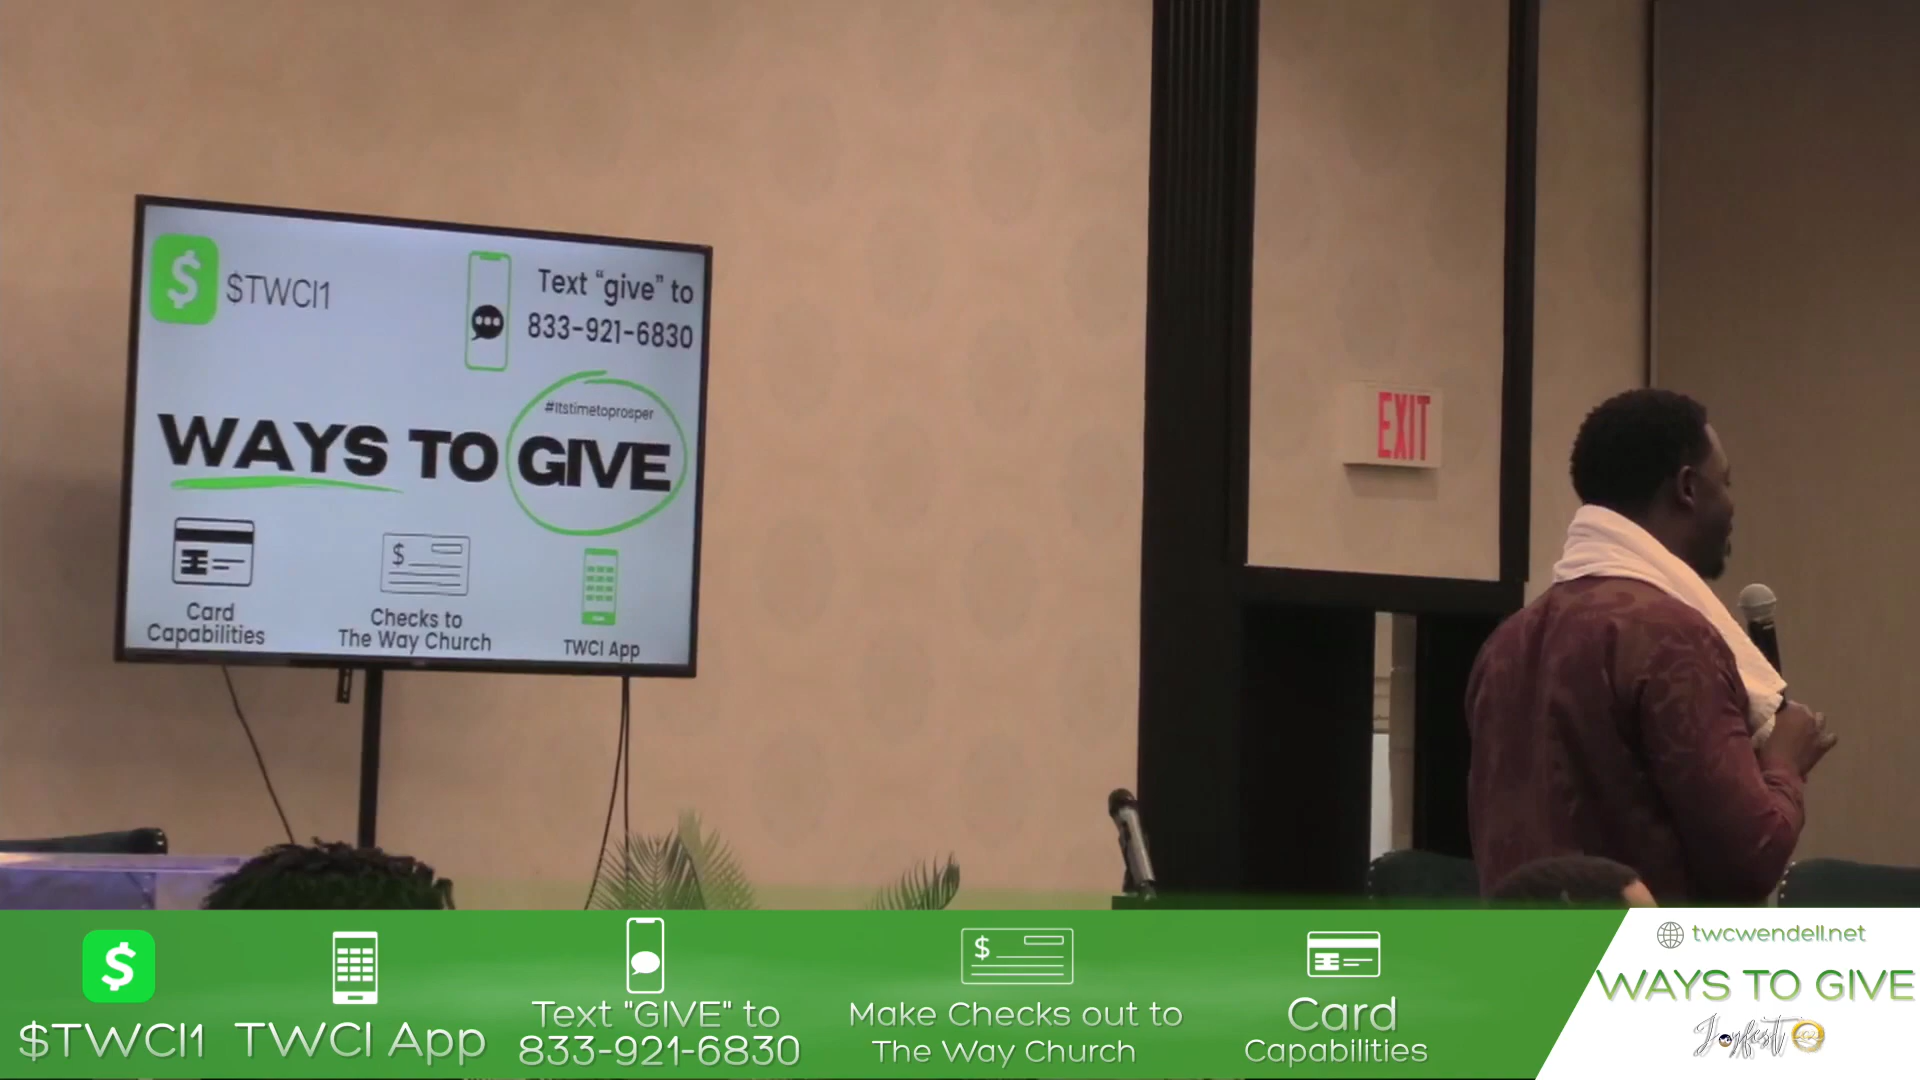 $TWCI1
Text “give” to
833-921-6830
#Itstimetoprosper
WAYS TO GIVE
Card
Capabilities
Checks to
The Way Church
TWCI App
EXIT
$TWCI1
TWCI App
Text "GIVE" to
833-921-6830
Make Checks out to
The Way Church
Card
Capabilities
twcwendell.net
WAYS TO GIVE
Joyfest